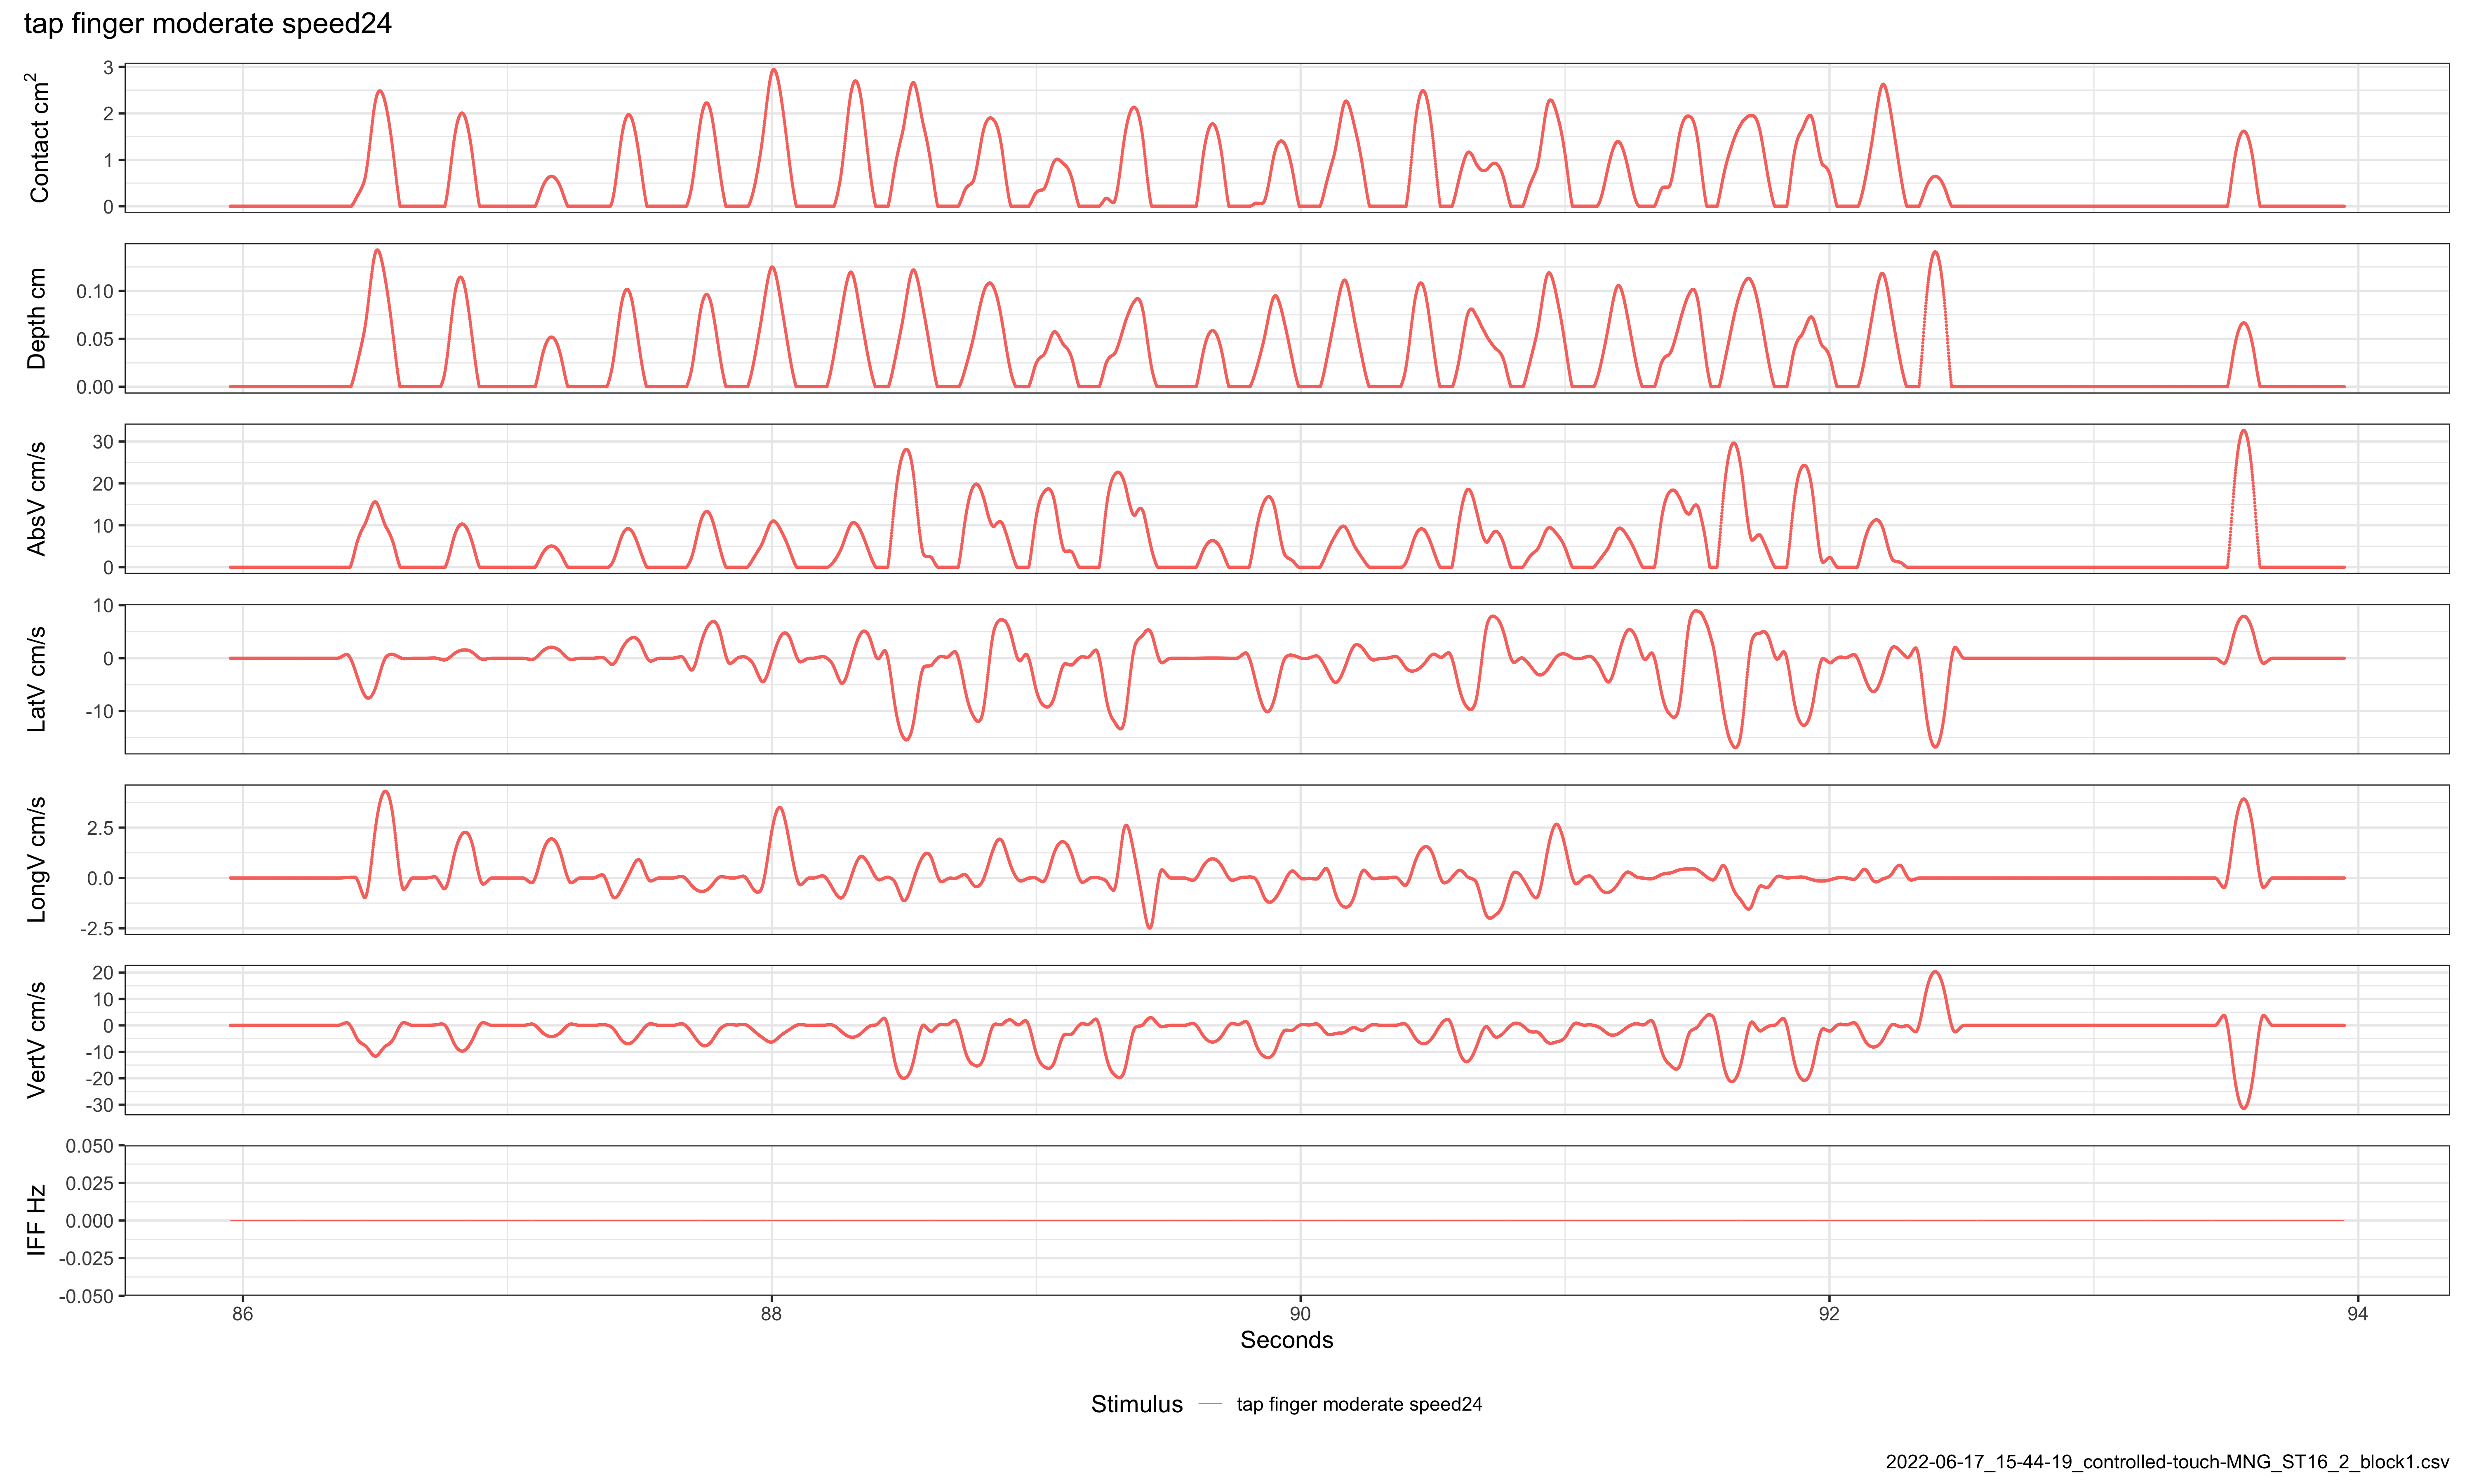 tap finger moderate speed24
Contact cm²
3
2
1
0
Depth cm
0.10
0.05
0.00
AbsV cm/s
30
20
10
0
LatV cm/s
10
0
-10
LongV cm/s
2.5
0.0
-2.5
VertV cm/s
20
10
0
-10
-20
-30
IFF Hz
0.050
0.025
0.000
-0.025
-0.050
86 88 90 92 94
Seconds
Stimulus tap finger moderate speed24
2022-06-17_15-44-19_controlled-touch-MNG_ST16_2_block1.csv